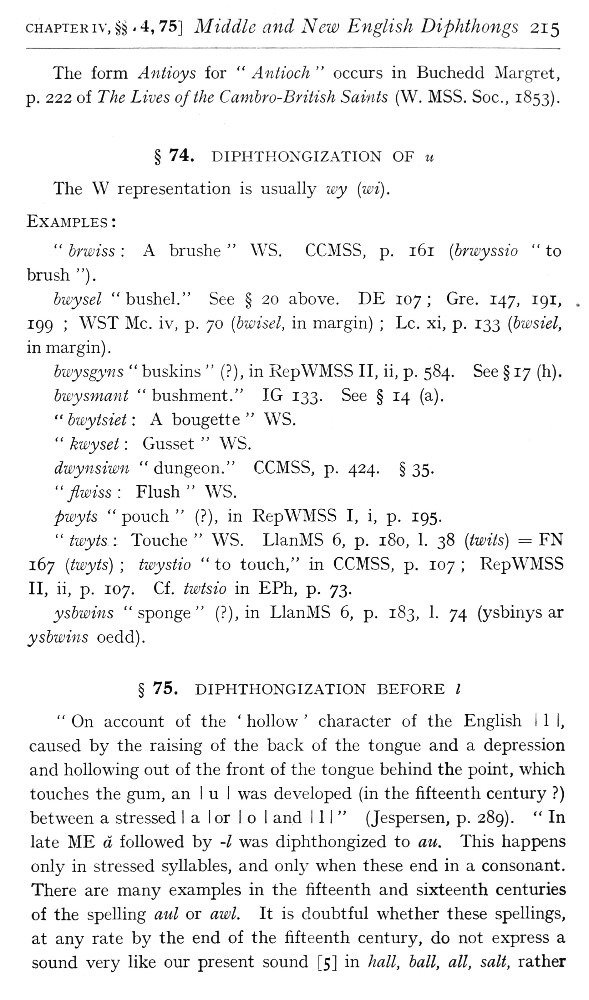 CHAPTER IV, §§ .4, 75] Middle and New English Diphthongs 215
The form Antioys for “ Antioch ” occurs in Buchedd Margret,
p. 222 of The Lives of the Cambro-British Saints (W. MSS. Soc., 1853).
§ 74. DIPHTHONGIZATION OF u
The W representation is usually wy (wi).
EXAMPLES :
“ brwiss : A brushe ” WS. CCMSS, p. 161 (brwyssio “ to
brush ”).
bwysel “ bushel.” See § 20 above. DE 107 ; Gre. 147, 191,
199 ; WST Mc. iv, p. 70 (bwisel, in margin) ; Lc. xi, p. 133 (bwsiel,
in margin).
bwysgyns “ buskins ” (?), in RepWMSS II, ii, p. 584. See § 17 (h).
bwysmant “ bushment.” IG 133. See § 14 (a).
“ bwytsiet : A bougette ” WS.
“ kwyset : Gusset ” WS.
dwynsiwn “ dungeon.” CCMSS, p. 424. § 35.
“ flwiss : Flush ” WS.
pwyts “ pouch ” (?), in RepWMSS I, i, p. 195.
“ twyts : Touche ” WS. LlanMS 6, p. 180, l. 38 (twits) = FN
167 (twyts) ; twystio “ to touch,” in CCMSS, p. 107 ; RepWMSS
II, ii, p. 107. Cf. twtsio in EPh, p. 73.
ysbwins “ sponge ” (?), in LlanMS 6, p. 183, l. 74 (ysbinys ar
ysbwins oedd).
§ 75. DIPHTHONGIZATION BEFORE l
“ On account of the ‘ hollow ’ character of the English | l |,
caused by the raising of the back of the tongue and a depression
and hollowing out of the front of the tongue behind the point, which
touches the gum, an | u | was developed (in the fifteenth century ?)
between a stressed | a | or | o | and | l | ” (Jespersen, p. 289). “ In
late ME ă followed by -l was diphthongized to au. This happens
only in stressed syllables, and only when these end in a consonant.
There are many examples in the fifteenth and sixteenth centuries
of the spelling aul or awl. It is doubtful whether these spellings,
at any rate by the end of the fifteenth century, do not express a
sound very like our present sound [5] in hall, ball, all, salt, rather